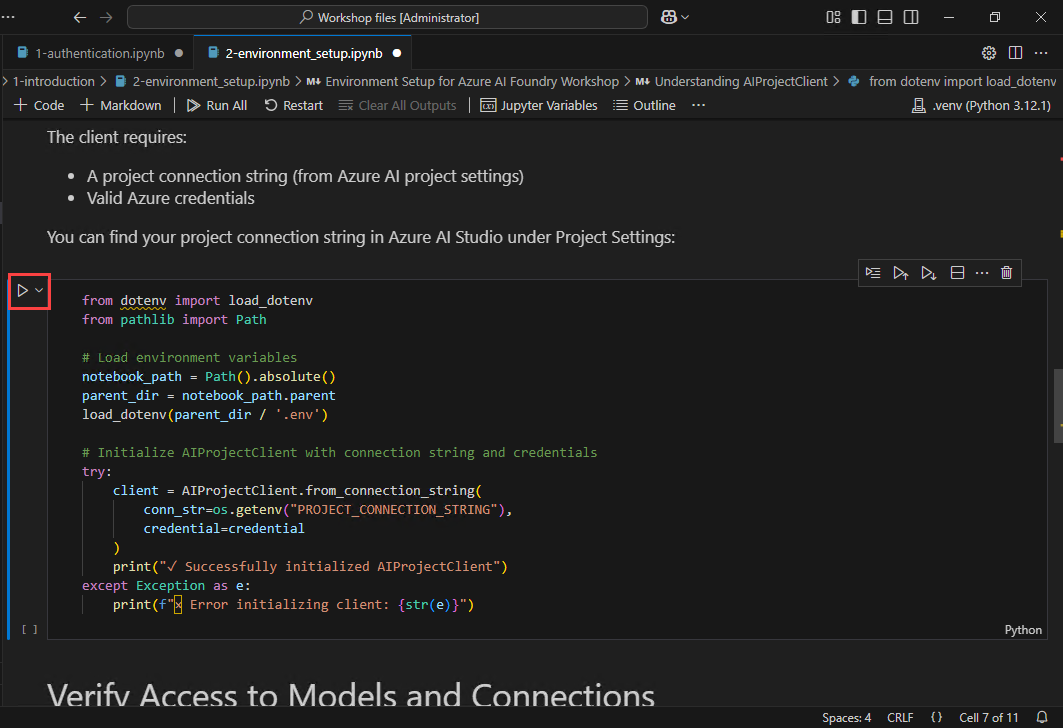 Workshop files [Administrator]
1-authentication.ipynb
2-environment_setup.ipynb
1-introduction > 2-environment_setup.ipynb > M↓ Environment Setup for Azure AI Foundry Workshop > M↓ Understanding AIProjectClient > from dotenv import load_dotenv
+ Code + Markdown | Run All Restart Clear All Outputs | Jupyter Variables Outline ··· .venv (Python 3.12.1)
The client requires:
• A project connection string (from Azure AI project settings)
• Valid Azure credentials
You can find your project connection string in Azure AI Studio under Project Settings:
from dotenv import load_dotenv
from pathlib import Path
# Load environment variables
notebook_path = Path().absolute()
parent_dir = notebook_path.parent
load_dotenv(parent_dir / '.env')
# Initialize AIProjectClient with connection string and credentials
try:
    client = AIProjectClient.from_connection_string(
        conn_str=os.getenv("PROJECT_CONNECTION_STRING"),
        credential=credential
    )
    print("✓ Successfully initialized AIProjectClient")
except Exception as e:
    print(f"× Error initializing client: {str(e)}")
[ ]
Python
Verify Access to Models and Connections
Spaces: 4 CRLF {} Cell 7 of 11